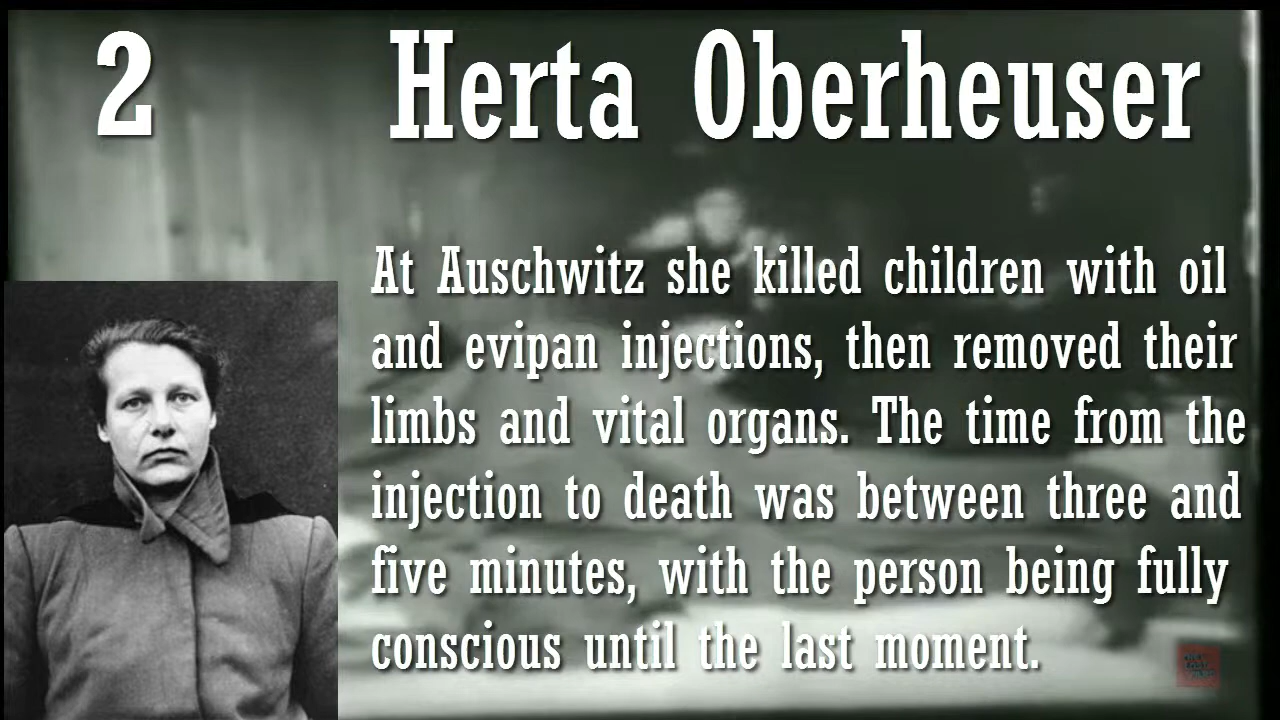 2 Herta Oberheuser
At Auschwitz she killed children with oil
and evipan injections, then removed their
limbs and vital organs. The time from the
injection to death was between three and
five minutes, with the person being fully
conscious until the last moment.